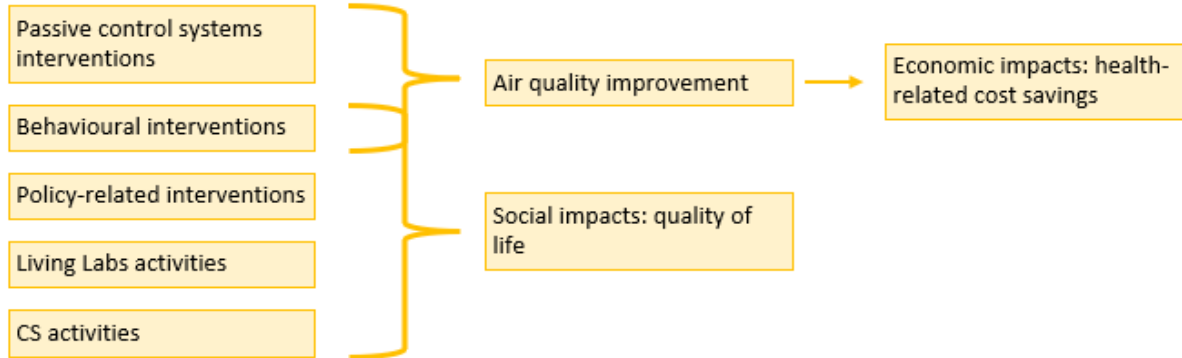 Passive control systems
interventions
Air quality improvement
Economic impacts: health-
related cost savings
Behavioural interventions
Policy-related interventions
Social impacts: quality of
life
Living Labs activities
CS activities